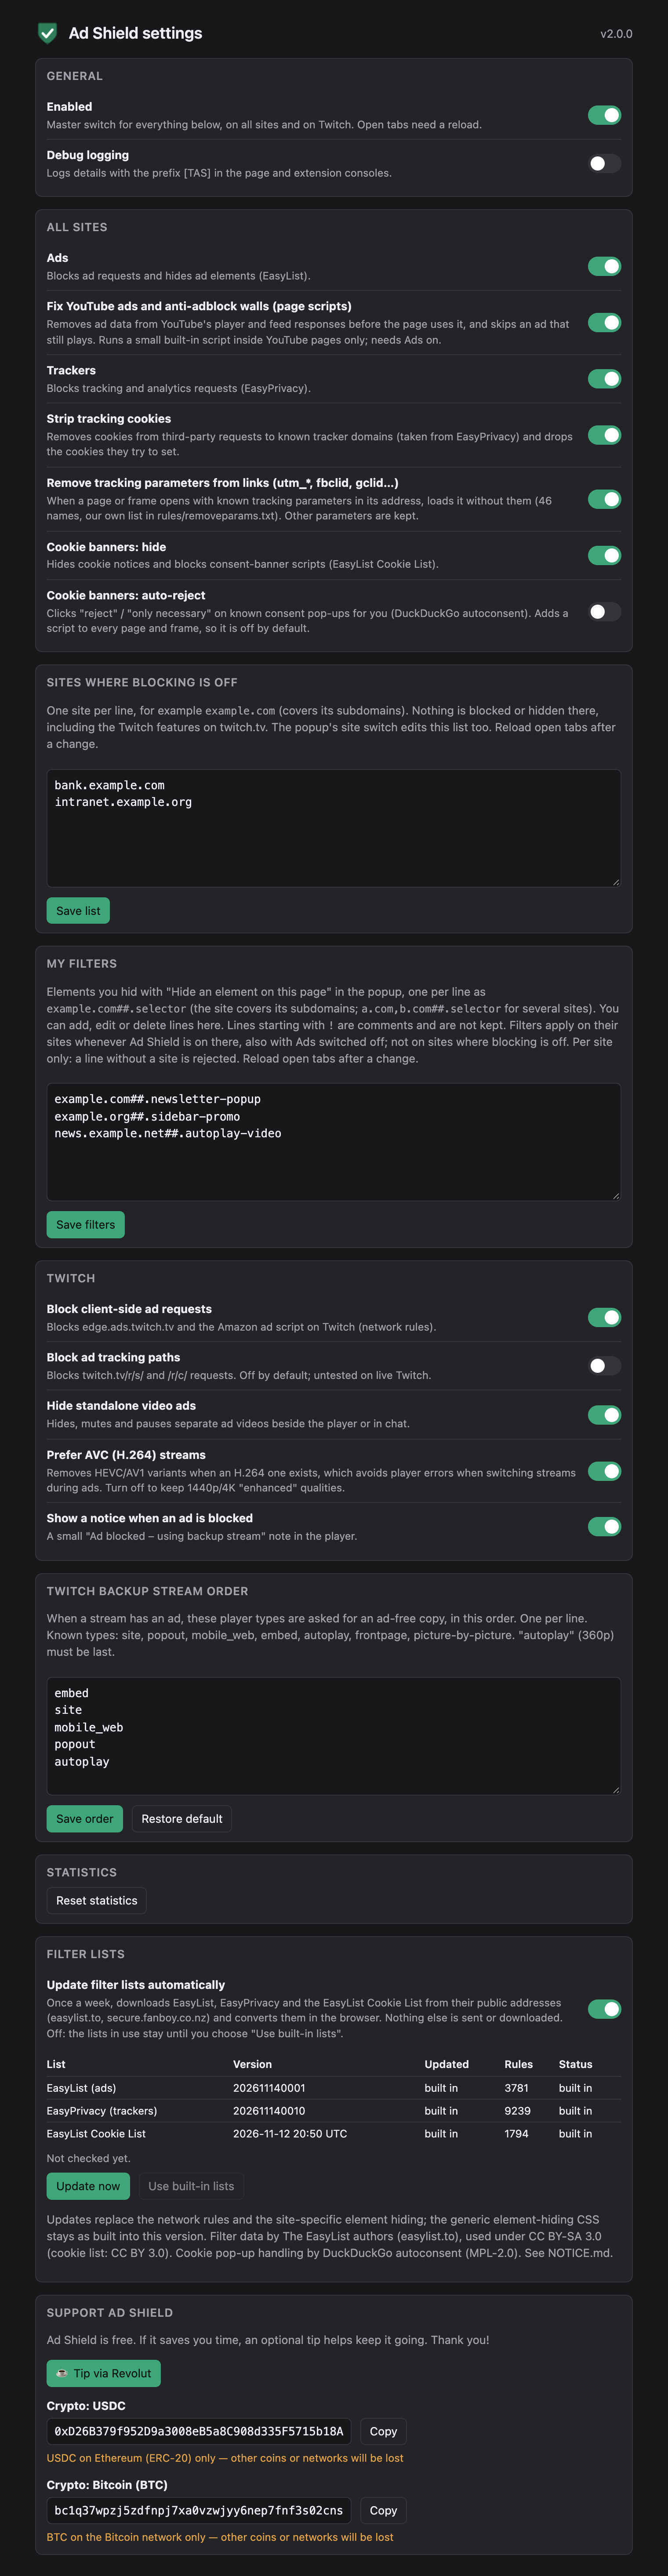 Ad Shield settings
v2.0.0
GENERAL
Enabled
Master switch for everything below, on all sites and on Twitch. Open tabs need a reload.
Debug logging
Logs details with the prefix [TAS] in the page and extension consoles.
ALL SITES
Ads
Blocks ad requests and hides ad elements (EasyList).
Fix YouTube ads and anti-adblock walls (page scripts)
Removes ad data from YouTube's player and feed responses before the page uses it, and skips an ad that
still plays. Runs a small built-in script inside YouTube pages only; needs Ads on.
Trackers
Blocks tracking and analytics requests (EasyPrivacy).
Strip tracking cookies
Removes cookies from third-party requests to known tracker domains (taken from EasyPrivacy) and drops
the cookies they try to set.
Remove tracking parameters from links (utm_*, fbclid, gclid...)
When a page or frame opens with known tracking parameters in its address, loads it without them (46
names, our own list in rules/removeparams.txt). Other parameters are kept.
Cookie banners: hide
Hides cookie notices and blocks consent-banner scripts (EasyList Cookie List).
Cookie banners: auto-reject
Clicks "reject" / "only necessary" on known consent pop-ups for you (DuckDuckGo autoconsent). Adds a
script to every page and frame, so it is off by default.
SITES WHERE BLOCKING IS OFF
One site per line, for example example.com (covers its subdomains). Nothing is blocked or hidden there,
including the Twitch features on twitch.tv. The popup's site switch edits this list too. Reload open tabs after
a change.
bank.example.com
intranet.example.org
Save list
MY FILTERS
Elements you hid with "Hide an element on this page" in the popup, one per line as
example.com##.selector (the site covers its subdomains; a.com,b.com##.selector for several sites). You
can add, edit or delete lines here. Lines starting with ! are comments and are not kept. Filters apply on their
sites whenever Ad Shield is on there, also with Ads switched off; not on sites where blocking is off. Per site
only: a line without a site is rejected. Reload open tabs after a change.
example.com##.newsletter-popup
example.org##.sidebar-promo
news.example.net##.autoplay-video
Save filters
TWITCH
Block client-side ad requests
Blocks edge.ads.twitch.tv and the Amazon ad script on Twitch (network rules).
Block ad tracking paths
Blocks twitch.tv/r/s/ and /r/c/ requests. Off by default; untested on live Twitch.
Hide standalone video ads
Hides, mutes and pauses separate ad videos beside the player or in chat.
Prefer AVC (H.264) streams
Removes HEVC/AV1 variants when an H.264 one exists, which avoids player errors when switching streams
during ads. Turn off to keep 1440p/4K "enhanced" qualities.
Show a notice when an ad is blocked
A small "Ad blocked – using backup stream" note in the player.
TWITCH BACKUP STREAM ORDER
When a stream has an ad, these player types are asked for an ad-free copy, in this order. One per line.
Known types: site, popout, mobile_web, embed, autoplay, frontpage, picture-by-picture. "autoplay" (360p)
must be last.
embed
site
mobile_web
popout
autoplay
Save order
Restore default
STATISTICS
Reset statistics
FILTER LISTS
Update filter lists automatically
Once a week, downloads EasyList, EasyPrivacy and the EasyList Cookie List from their public addresses
(easylist.to, secure.fanboy.co.nz) and converts them in the browser. Nothing else is sent or downloaded.
Off: the lists in use stay until you choose "Use built-in lists".
List Version Updated Rules Status
EasyList (ads) 202611140001 built in 3781 built in
EasyPrivacy (trackers) 202611140010 built in 9239 built in
EasyList Cookie List 2026-11-12 20:50 UTC built in 1794 built in
Not checked yet.
Update now
Use built-in lists
Updates replace the network rules and the site-specific element hiding; the generic element-hiding CSS
stays as built into this version. Filter data by The EasyList authors (easylist.to), used under CC BY-SA 3.0
(cookie list: CC BY 3.0). Cookie pop-up handling by DuckDuckGo autoconsent (MPL-2.0). See NOTICE.md.
SUPPORT AD SHIELD
Ad Shield is free. If it saves you time, an optional tip helps keep it going. Thank you!
☕ Tip via Revolut
Crypto: USDC
0xD26B379f952D9a3008eB5a8C908d335F5715b18A
Copy
USDC on Ethereum (ERC-20) only — other coins or networks will be lost
Crypto: Bitcoin (BTC)
bc1q37wpzj5zdfnpj7xa0vzwjyy6nep7fnf3s02cns
Copy
BTC on the Bitcoin network only — other coins or networks will be lost